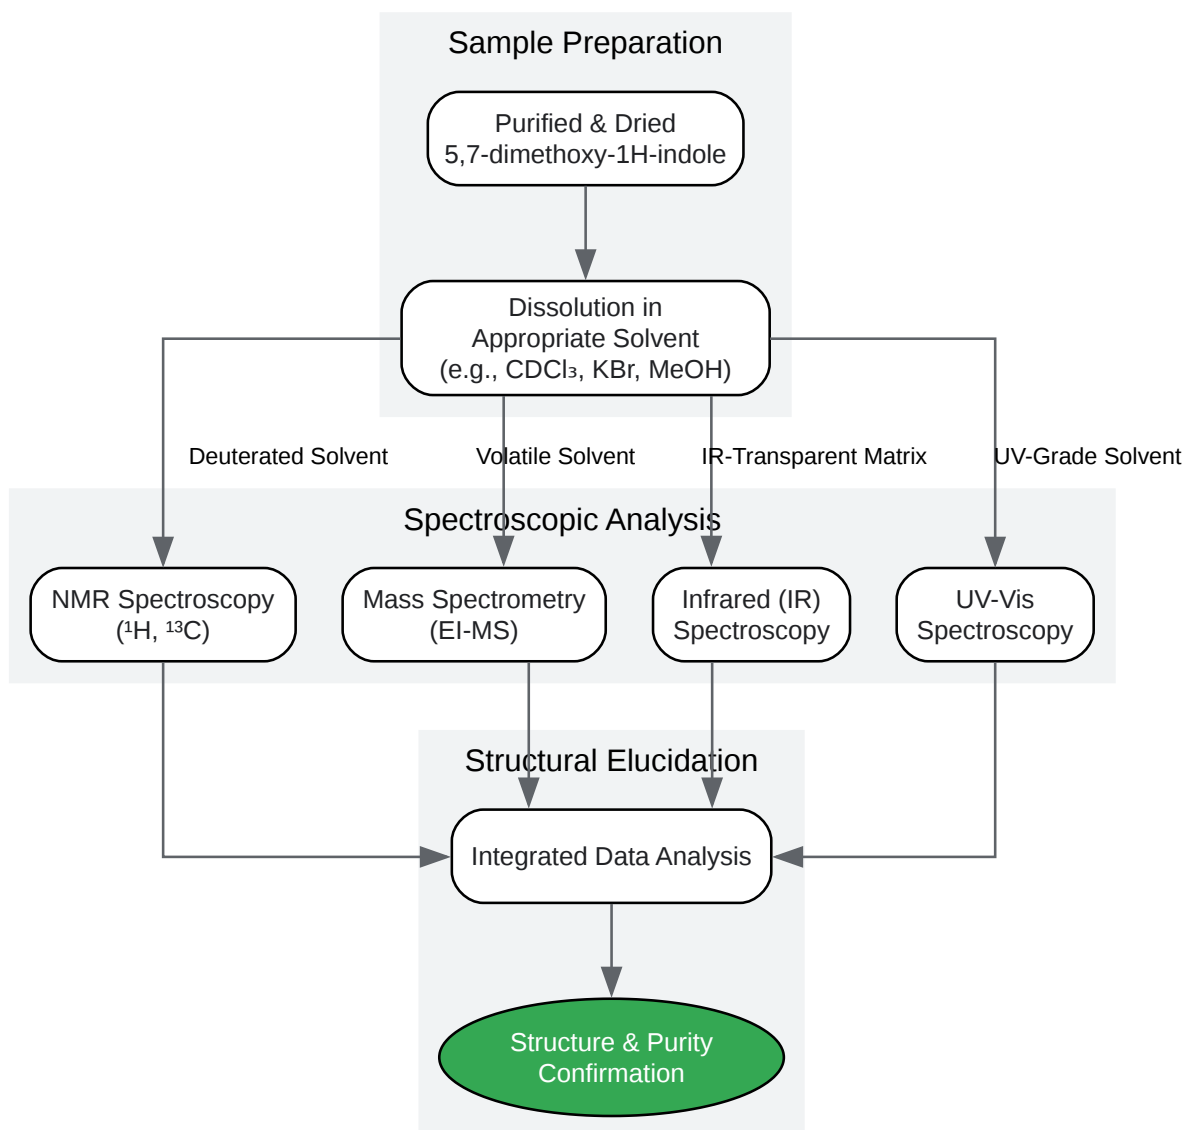 Sample Preparation
Purified & Dried
5,7-dimethoxy-1H-indole
Dissolution in
Appropriate Solvent
(e.g., CDCl₃, KBr, MeOH)
Deuterated Solvent
Volatile Solvent
IR-Transparent Matrix
UV-Grade Solvent
Spectroscopic Analysis
NMR Spectroscopy
(¹H, ¹³C)
Mass Spectrometry
(EI-MS)
Infrared (IR)
Spectroscopy
UV-Vis
Spectroscopy
Structural Elucidation
Integrated Data Analysis
Structure & Purity
Confirmation